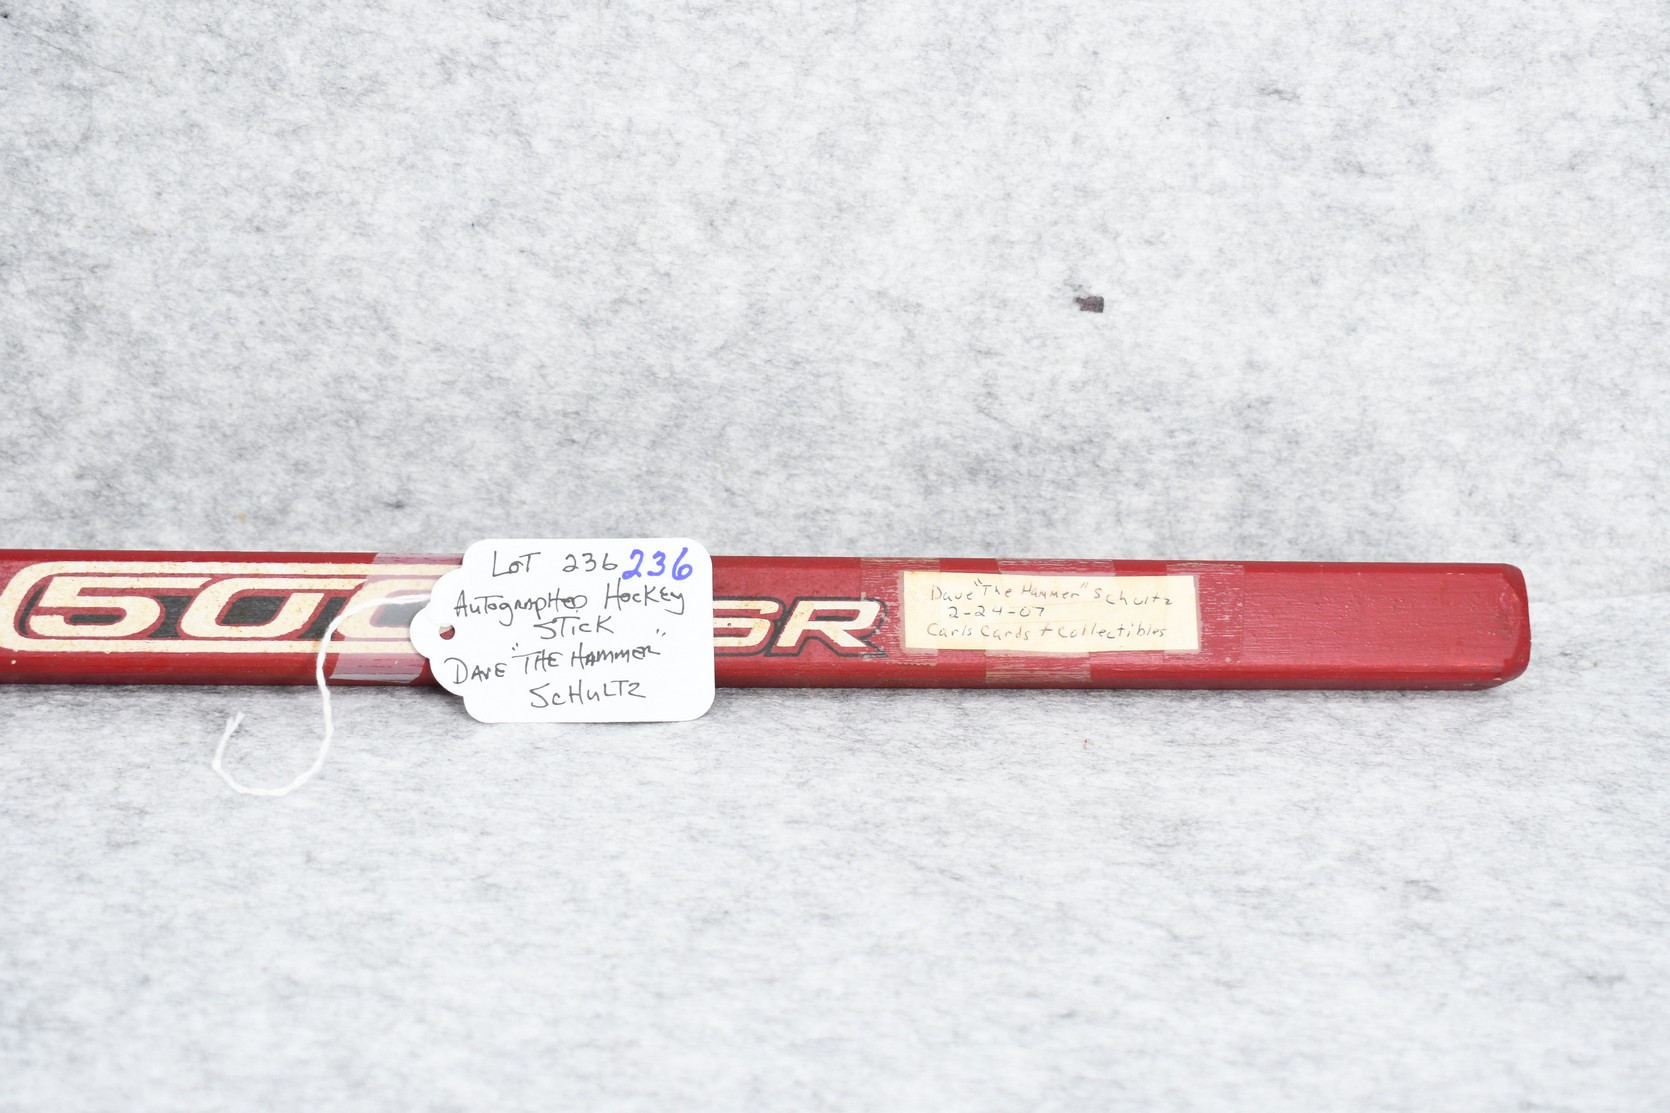 500 SR
LOT 236 236
Autographed Hockey
Stick
Dave "The Hammer"
Schultz
Dave "The Hammer" Schultz
2-24-07
Carls Cards + Collectibles